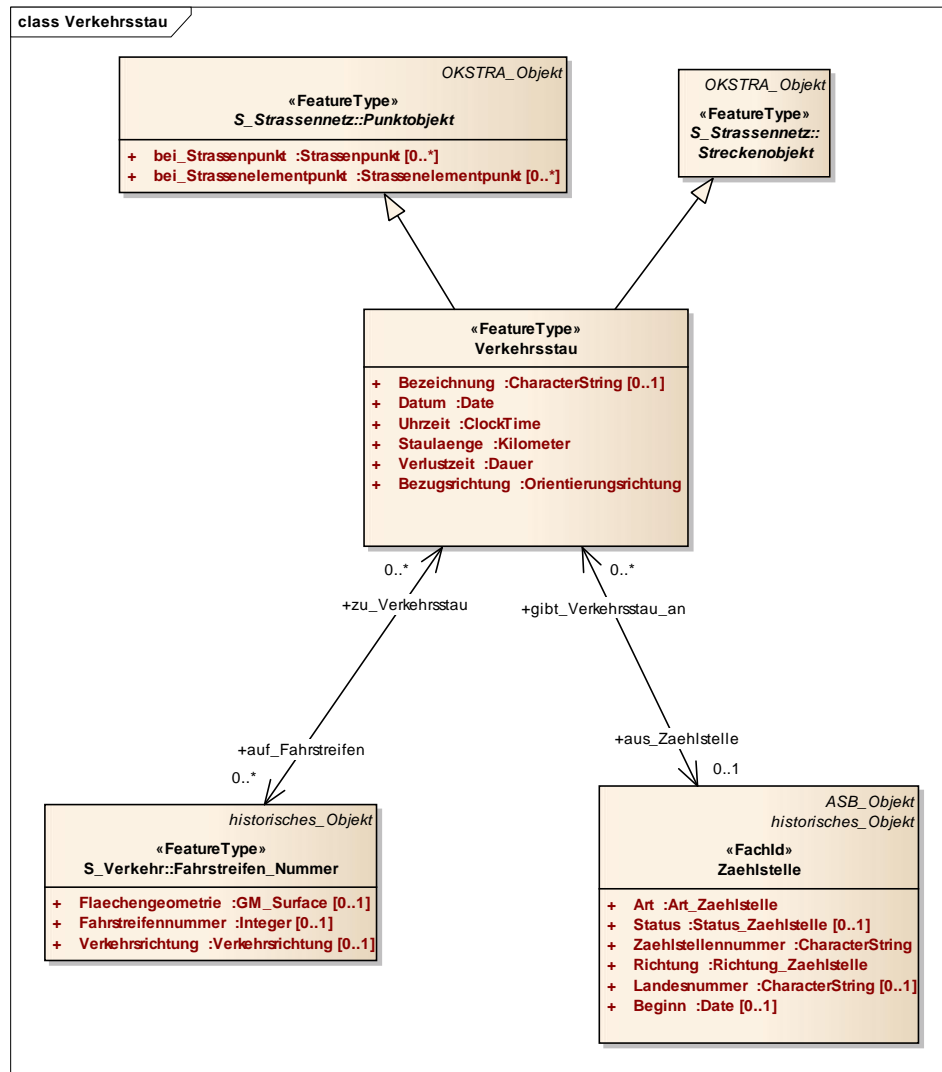 class Verkehrsstau
OKSTRA_Objekt
«FeatureType»
S_Strassennetz::Punktobjekt
+ bei_Strassenpunkt :Strassenpunkt [0..*]
+ bei_Strassenelementpunkt :Strassenelementpunkt [0..*]
OKSTRA_Objekt
«FeatureType»
S_Strassennetz::
Streckenobjekt
«FeatureType»
Verkehrsstau
+ Bezeichnung :CharacterString [0..1]
+ Datum :Date
+ Uhrzeit :ClockTime
+ Staulaenge :Kilometer
+ Verlustzeit :Dauer
+ Bezugsrichtung :Orientierungsrichtung
0..*
+zu_Verkehrsstau
0..*
+gibt_Verkehrsstau_an
+auf_Fahrstreifen
0..*
+aus_Zaehlstelle
0..1
historisches_Objekt
«FeatureType»
S_Verkehr::Fahrstreifen_Nummer
+ Flaechengeometrie :GM_Surface [0..1]
+ Fahrstreifennummer :Integer [0..1]
+ Verkehrsrichtung :Verkehrsrichtung [0..1]
ASB_Objekt
historisches_Objekt
«FachId»
Zaehlstelle
+ Art :Art_Zaehlstelle
+ Status :Status_Zaehlstelle [0..1]
+ Zaehlstellennummer :CharacterString
+ Richtung :Richtung_Zaehlstelle
+ Landesnummer :CharacterString [0..1]
+ Beginn :Date [0..1]